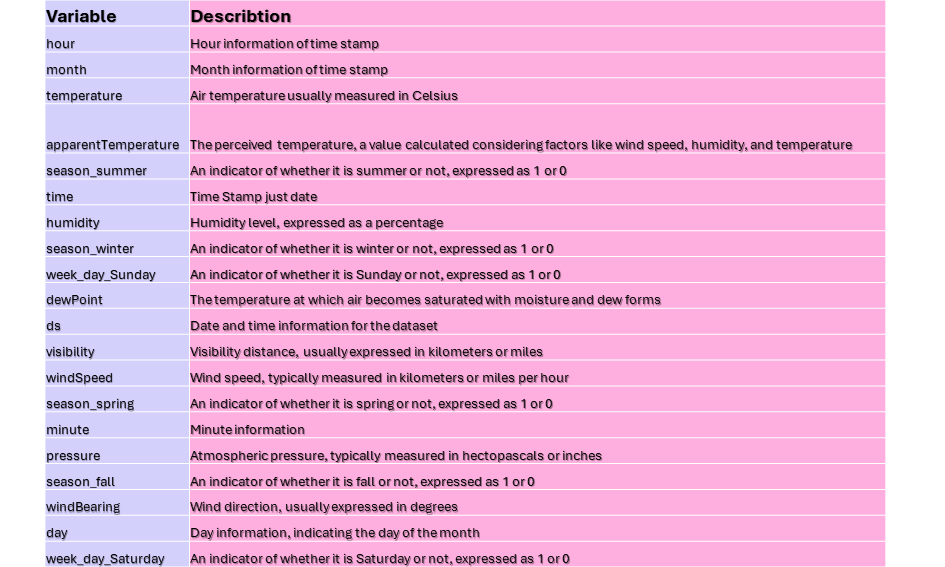 Variable Describtion
hour Hour information of time stamp
month Month information of time stamp
temperature Air temperature usually measured in Celsius
apparentTemperature The perceived temperature, a value calculated considering factors like wind speed, humidity, and temperature
season_summer An indicator of whether it is summer or not, expressed as 1 or 0
time Time Stamp just date
humidity Humidity level, expressed as a percentage
season_winter An indicator of whether it is winter or not, expressed as 1 or 0
week_day_Sunday An indicator of whether it is Sunday or not, expressed as 1 or 0
dewPoint The temperature at which air becomes saturated with moisture and dew forms
ds Date and time information for the dataset
visibility Visibility distance, usually expressed in kilometers or miles
windSpeed Wind speed, typically measured in kilometers or miles per hour
season_spring An indicator of whether it is spring or not, expressed as 1 or 0
minute Minute information
pressure Atmospheric pressure, typically measured in hectopascals or inches
season_fall An indicator of whether it is fall or not, expressed as 1 or 0
windBearing Wind direction, usually expressed in degrees
day Day information, indicating the day of the month
week_day_Saturday An indicator of whether it is Saturday or not, expressed as 1 or 0